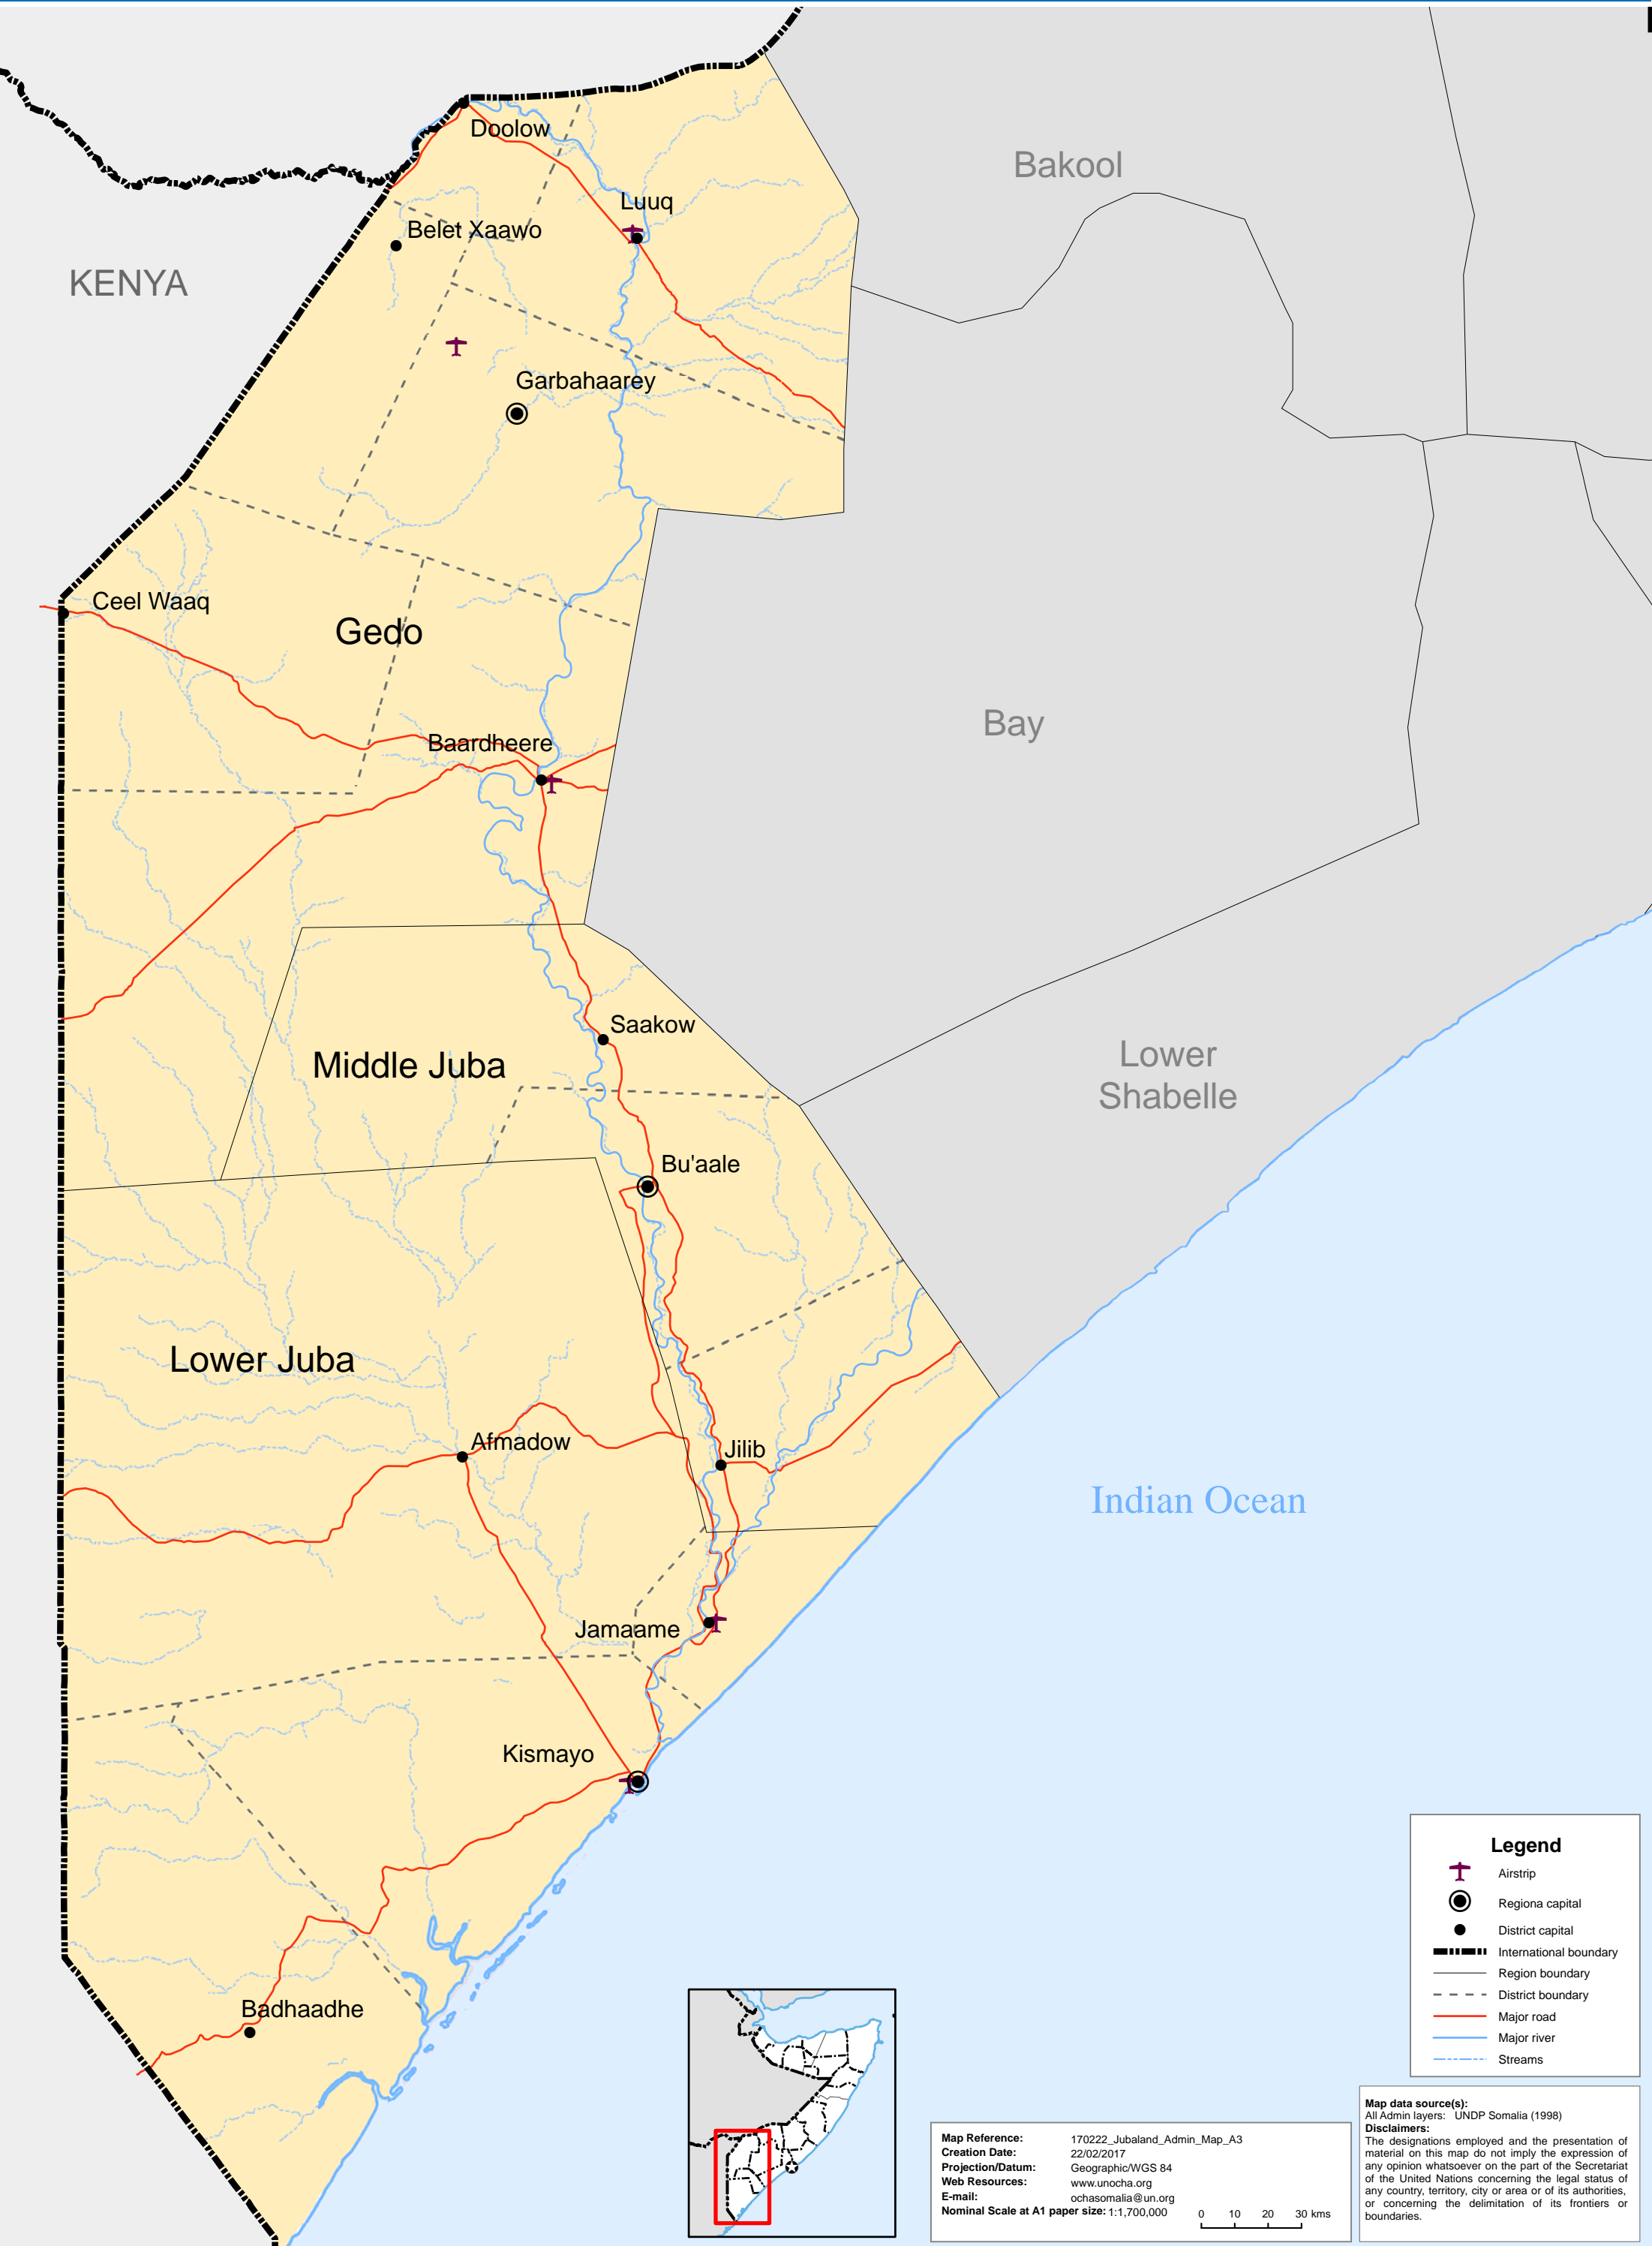 Doolow
Bakool
Luuq
Belet Xaawo
KENYA
Garbahaarey
Ceel Waaq
Gedo
Bay
Baardheere
Saakow
Middle Juba
Lower
Shabelle
Bu'aale
Lower Juba
Afmadow
Jilib
Indian Ocean
Jamaame
Kismayo
Badhaadhe
Legend
Airstrip
Regiona capital
District capital
International boundary
Region boundary
District boundary
Major road
Major river
Streams
Map Reference: 170222_Jubaland_Admin_Map_A3
Creation Date: 22/02/2017
Projection/Datum: Geographic/WGS 84
Web Resources: www.unocha.org
E-mail: ochasomalia@un.org
Nominal Scale at A1 paper size: 1:1,700,000
0 10 20 30 kms
Map data source(s):
All Admin layers: UNDP Somalia (1998)
Disclaimers:
The designations employed and the presentation of
material on this map do not imply the expression of
any opinion whatsoever on the part of the Secretariat
of the United Nations concerning the legal status of
any country, territory, city or area or of its authorities,
or concerning the delimitation of its frontiers or
boundaries.